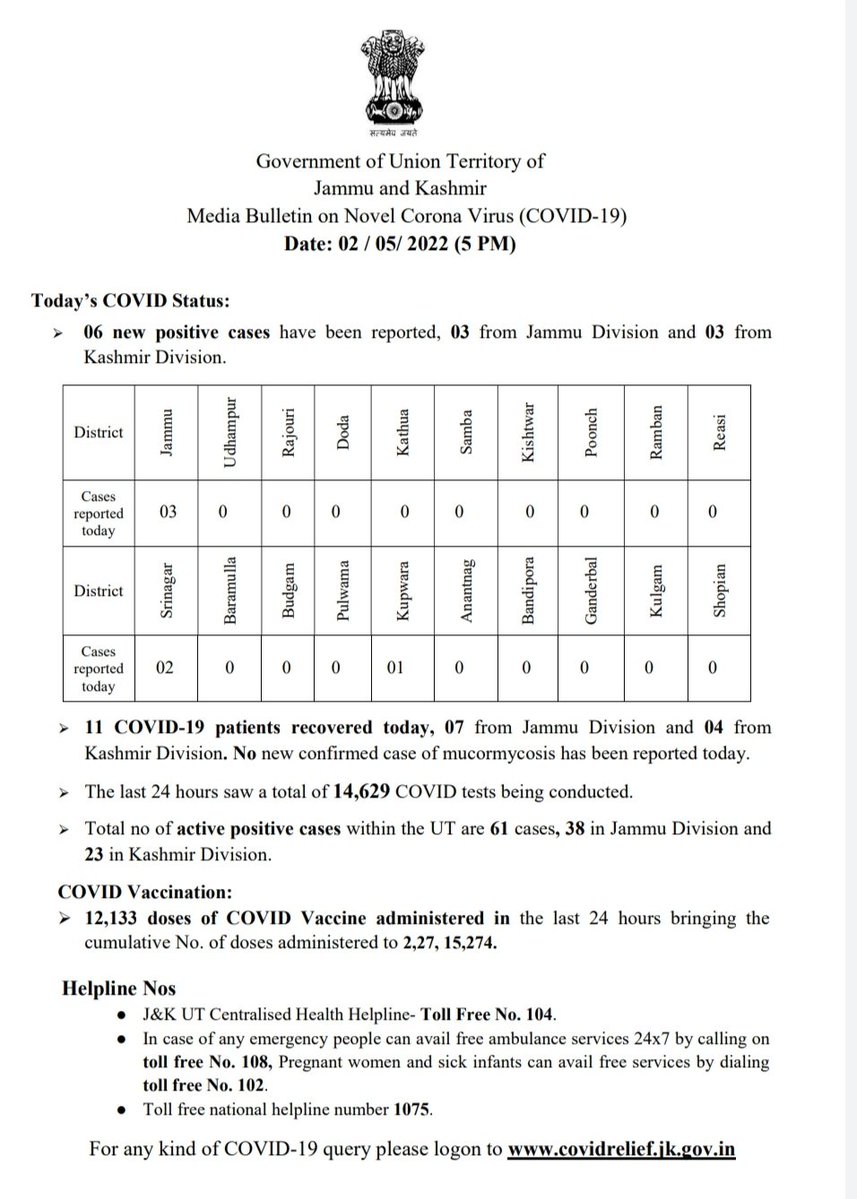 सत्यमेव जयते
Government of Union Territory of
Jammu and Kashmir
Media Bulletin on Novel Corona Virus (COVID-19)
Date: 02 / 05/ 2022 (5 PM)
Today’s COVID Status:
➢ 06 new positive cases have been reported, 03 from Jammu Division and 03 from
Kashmir Division.
District Jammu Udhampur Rajouri Doda Kathua Samba Kishtwar Poonch Ramban Reasi
Cases
reported
today 03 0 0 0 0 0 0 0 0 0
District Srinagar Baramulla Budgam Pulwama Kupwara Anantnag Bandipora Ganderbal Kulgam Shopian
Cases
reported
today 02 0 0 0 01 0 0 0 0 0
➢ 11 COVID-19 patients recovered today, 07 from Jammu Division and 04 from
Kashmir Division. No new confirmed case of mucormycosis has been reported today.
➢ The last 24 hours saw a total of 14,629 COVID tests being conducted.
➢ Total no of active positive cases within the UT are 61 cases, 38 in Jammu Division and
23 in Kashmir Division.
COVID Vaccination:
➢ 12,133 doses of COVID Vaccine administered in the last 24 hours bringing the
cumulative No. of doses administered to 2,27, 15,274.
Helpline Nos
● J&K UT Centralised Health Helpline- Toll Free No. 104.
● In case of any emergency people can avail free ambulance services 24x7 by calling on
toll free No. 108, Pregnant women and sick infants can avail free services by dialing
toll free No. 102.
● Toll free national helpline number 1075.
For any kind of COVID-19 query please logon to www.covidrelief.jk.gov.in